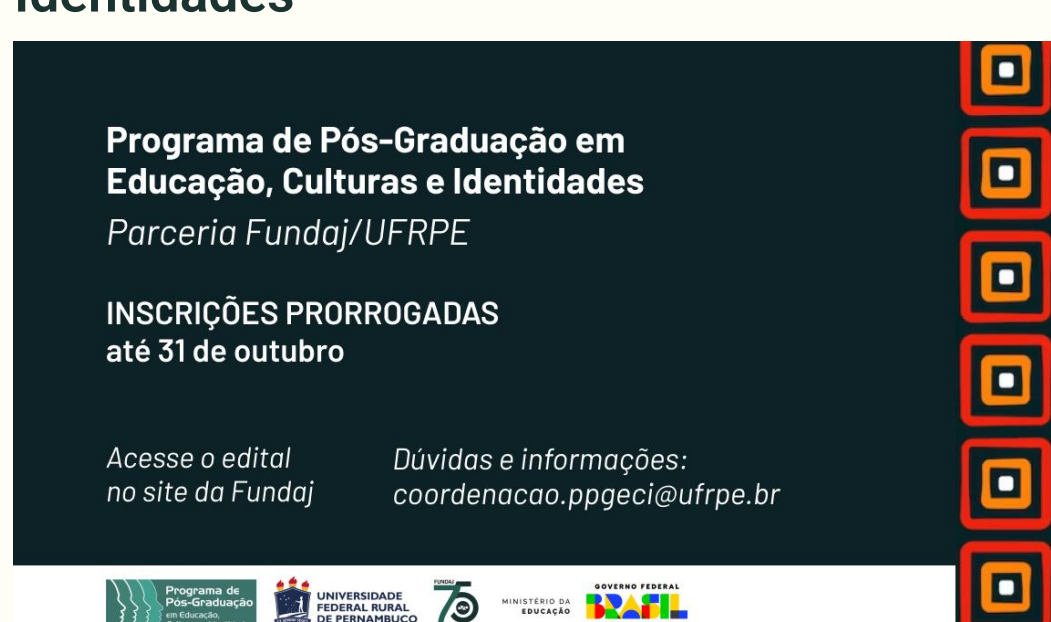 Identidades
Programa de Pós-Graduação em
Educação, Culturas e Identidades
Parceria Fundaj/UFRPE
INSCRIÇÕES PRORROGADAS
até 31 de outubro
Acesse o edital
no site da Fundaj
Dúvidas e informações:
coordenacao.ppgeci@ufrpe.br
Programa de
Pós-Graduação
em Educação,
UNIVERSIDADE
FEDERAL RURAL
DE PERNAMBUCO
FUNDAJ
75
MINISTÉRIO DA
EDUCAÇÃO
GOVERNO FEDERAL
BRASIL